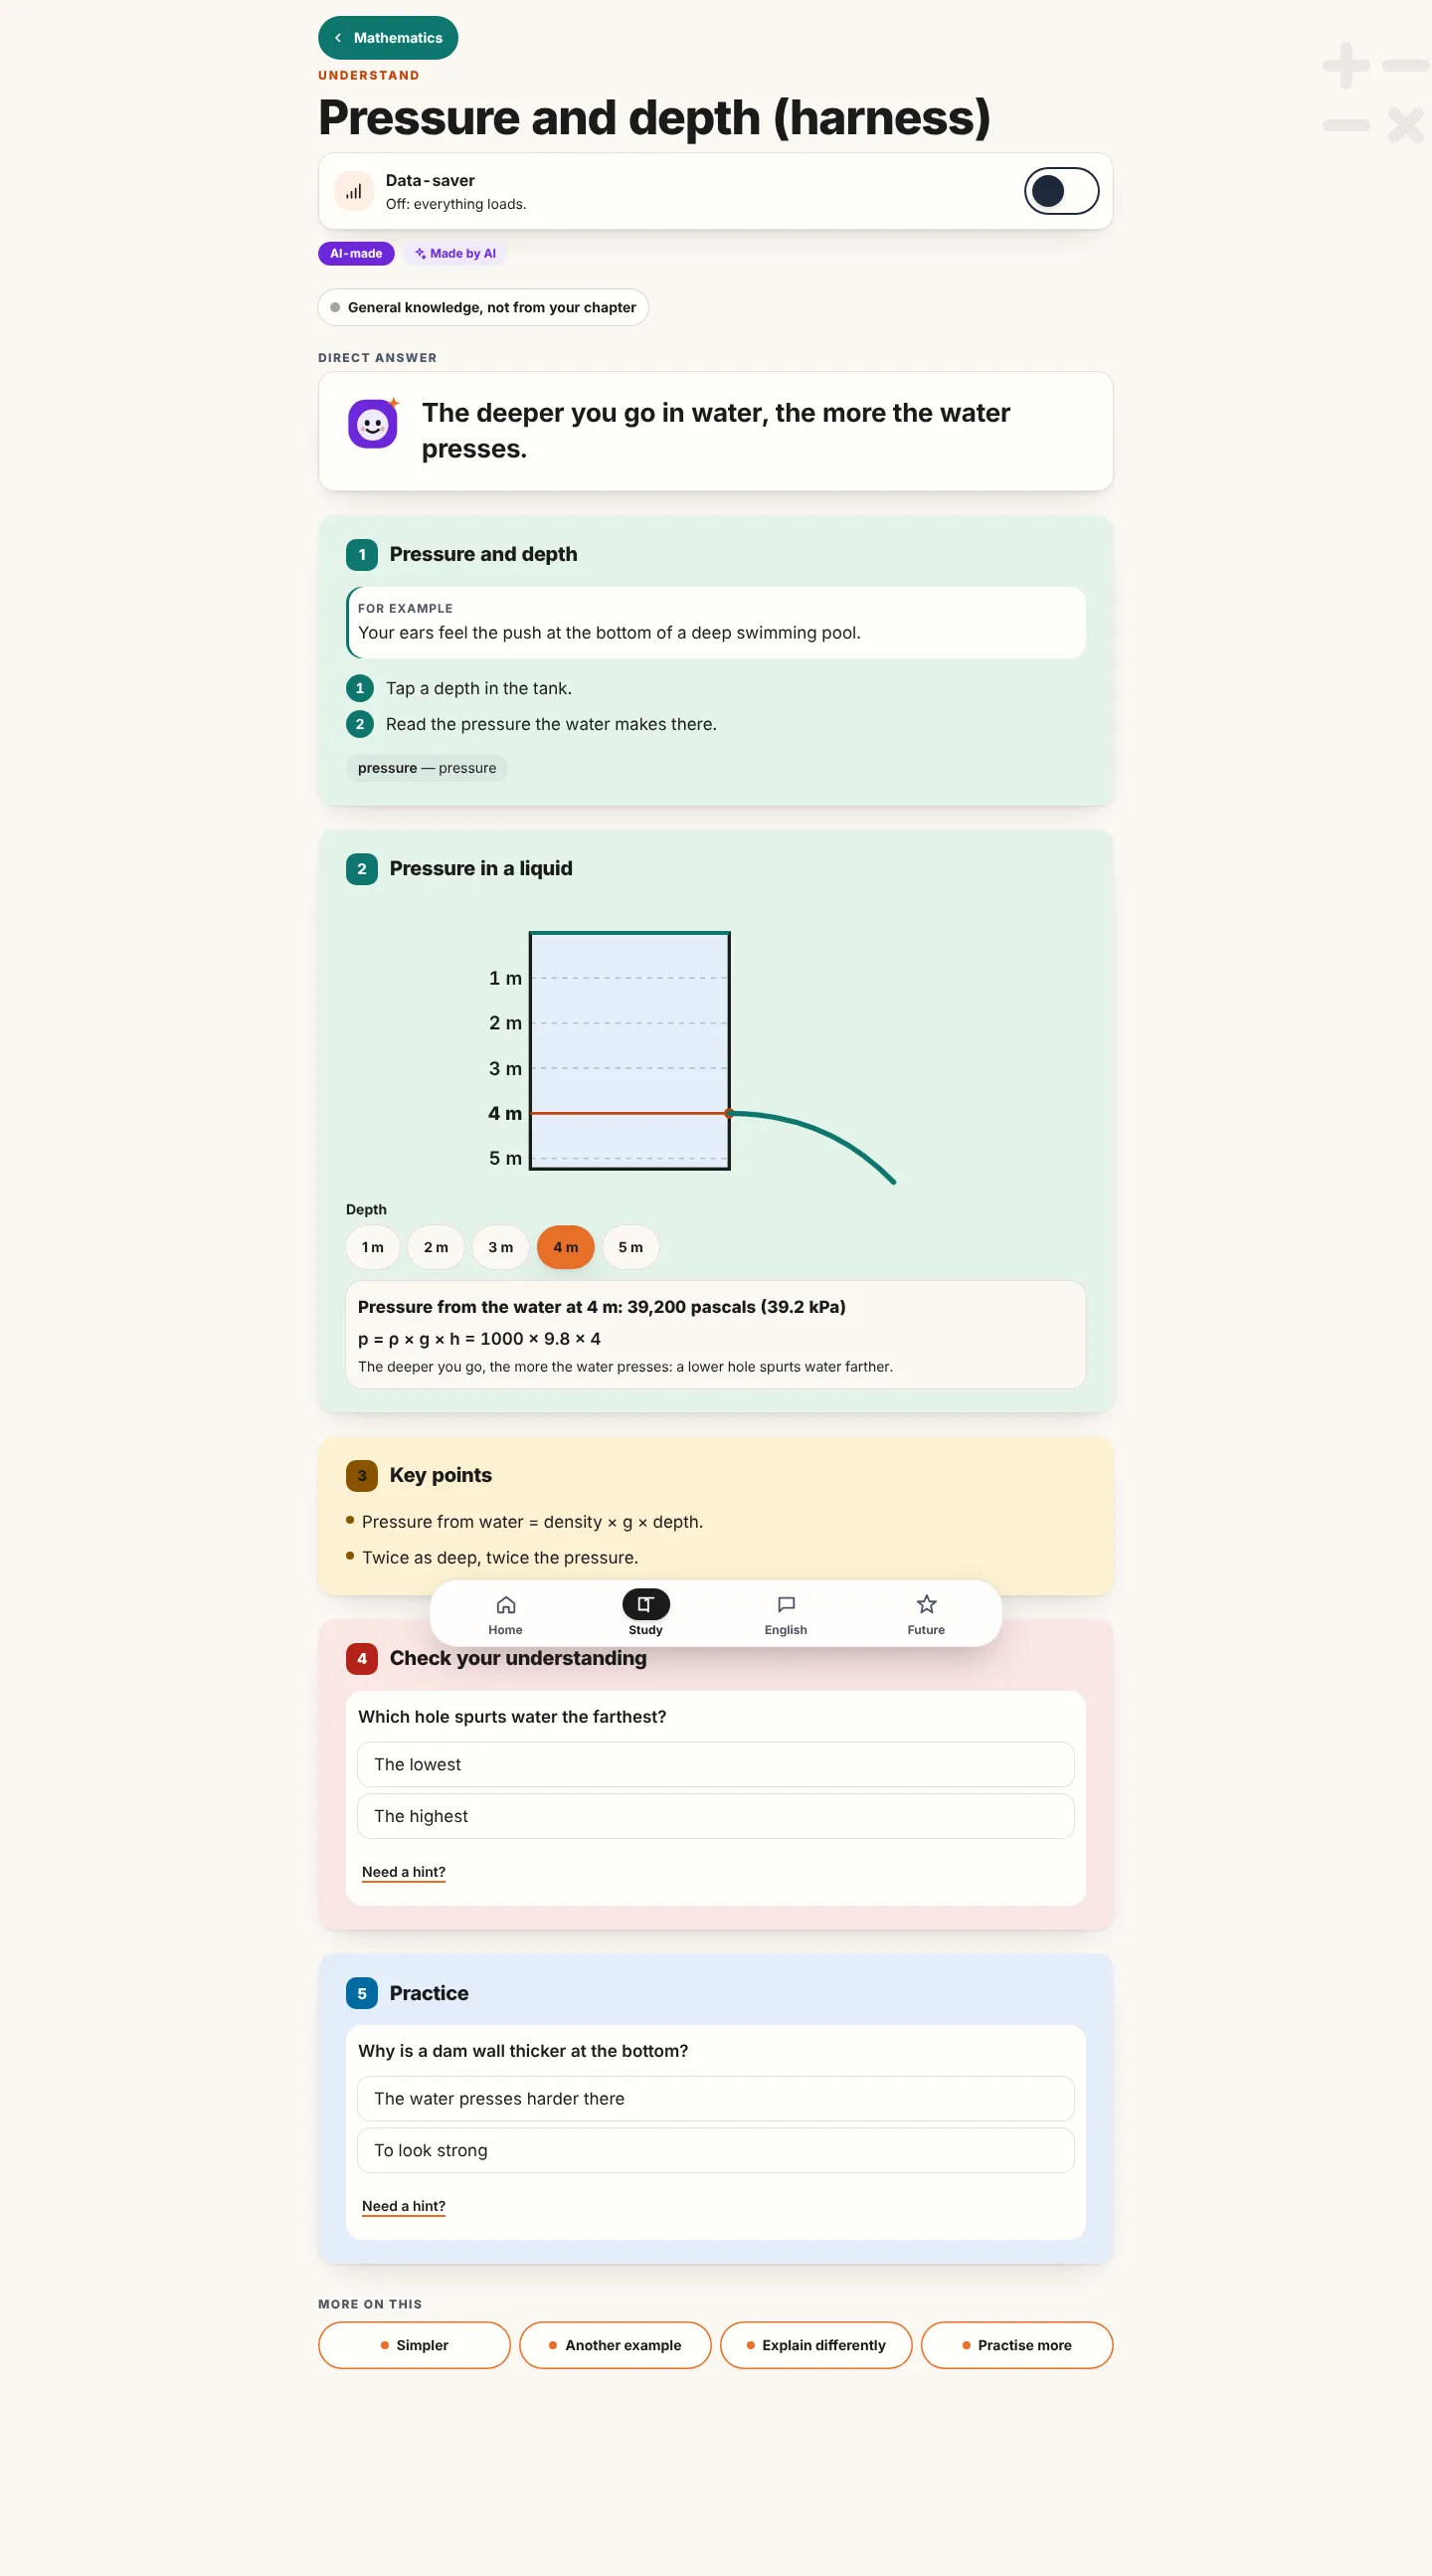 Mathematics
UNDERSTAND
Pressure and depth (harness)
Data-saver
Off: everything loads.
AI-made
Made by AI
General knowledge, not from your chapter
DIRECT ANSWER
The deeper you go in water, the more the water
presses.
1 Pressure and depth
FOR EXAMPLE
Your ears feel the push at the bottom of a deep swimming pool.
1 Tap a depth in the tank.
2 Read the pressure the water makes there.
pressure — pressure
2 Pressure in a liquid
1 m
2 m
3 m
4 m
5 m
Depth
1 m 2 m 3 m 4 m 5 m
Pressure from the water at 4 m: 39,200 pascals (39.2 kPa)
p = ρ × g × h = 1000 × 9.8 × 4
The deeper you go, the more the water presses: a lower hole spurts water farther.
3 Key points
Pressure from water = density × g × depth.
Twice as deep, twice the pressure.
Home Study English Future
4 Check your understanding
Which hole spurts water the farthest?
The lowest
The highest
Need a hint?
5 Practice
Why is a dam wall thicker at the bottom?
The water presses harder there
To look strong
Need a hint?
MORE ON THIS
Simpler Another example Explain differently Practise more